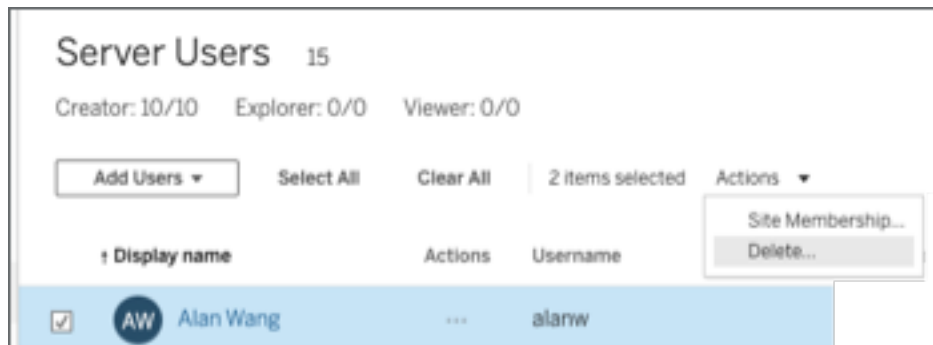 Server Users 15
Creator: 10/10 Explorer: 0/0 Viewer: 0/0
Add Users Select All Clear All 2 items selected Actions
Site Membership...
Delete...
↑ Display name Actions Username
AW Alan Wang ... alanw